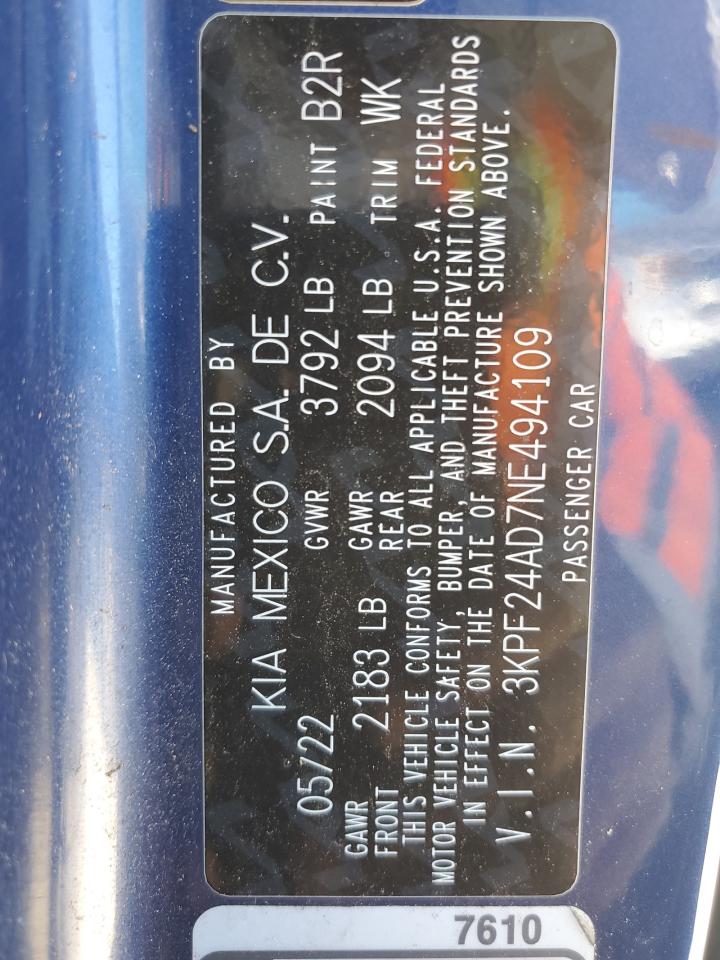 MANUFACTURED BY
KIA MEXICO S.A. DE C.V.
05/22 GVWR 3792 LB PAINT B2R
GAWR FRONT 2183 LB GAWR REAR 2094 LB TRIM WK
THIS VEHICLE CONFORMS TO ALL APPLICABLE U.S.A. FEDERAL
MOTOR VEHICLE SAFETY, BUMPER, AND THEFT PREVENTION STANDARDS
IN EFFECT ON THE DATE OF MANUFACTURE SHOWN ABOVE.
V.I.N. 3KPF24AD7NE494109
PASSENGER CAR
7610